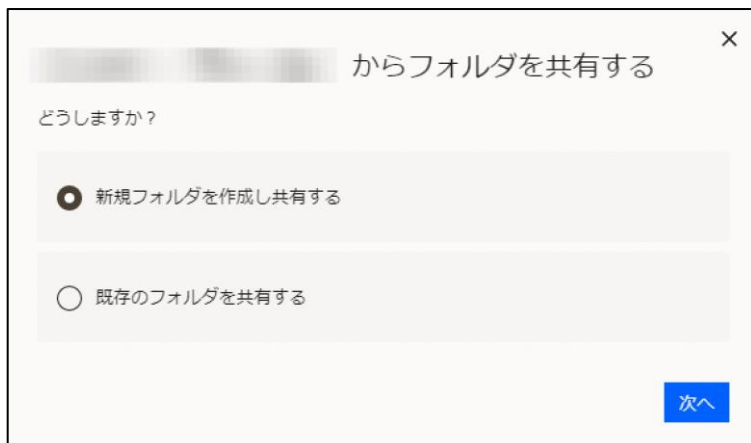 からフォルダを共有する
どうしますか？
新規フォルダを作成し共有する
既存のフォルダを共有する
次へ